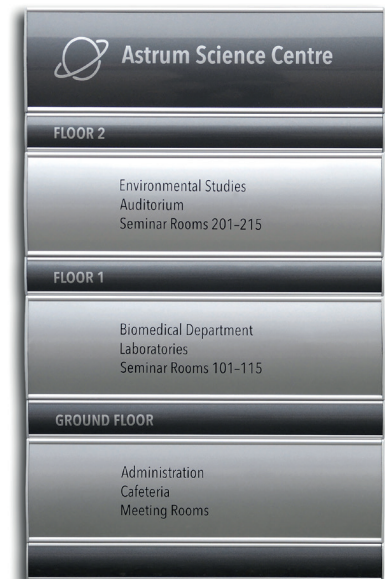 Astrum Science Centre
FLOOR 2
Environmental Studies
Auditorium
Seminar Rooms 201–215
FLOOR 1
Biomedical Department
Laboratories
Seminar Rooms 101–115
GROUND FLOOR
Administration
Cafeteria
Meeting Rooms